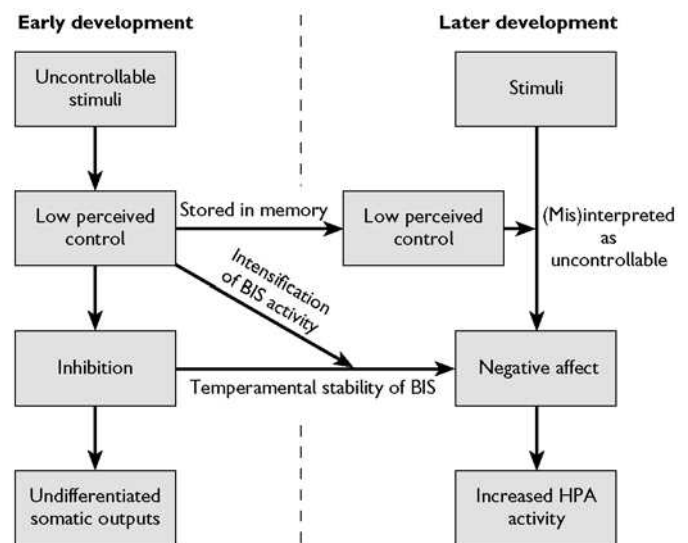 Early development
Later development
Uncontrollable
stimuli
Stimuli
Low perceived
control
Stored in memory
Low perceived
control
(Mis)interpreted
as
uncontrollable
Intensification
of BIS activity
Inhibition
Temperamental stability of BIS
Negative affect
Undifferentiated
somatic outputs
Increased HPA
activity